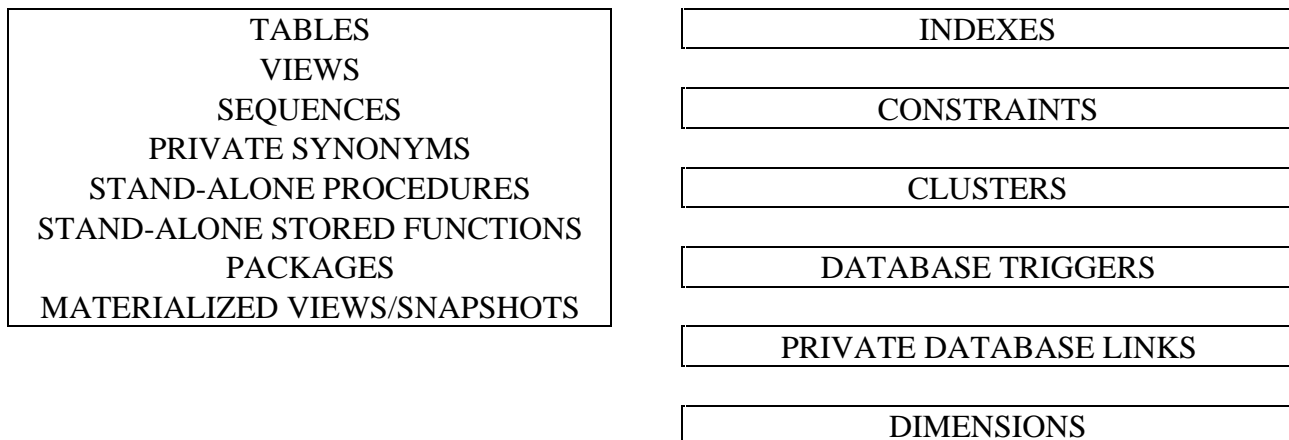 TABLES
VIEWS
SEQUENCES
PRIVATE SYNONYMS
STAND-ALONE PROCEDURES
STAND-ALONE STORED FUNCTIONS
PACKAGES
MATERIALIZED VIEWS/SNAPSHOTS
INDEXES
CONSTRAINTS
CLUSTERS
DATABASE TRIGGERS
PRIVATE DATABASE LINKS
DIMENSIONS